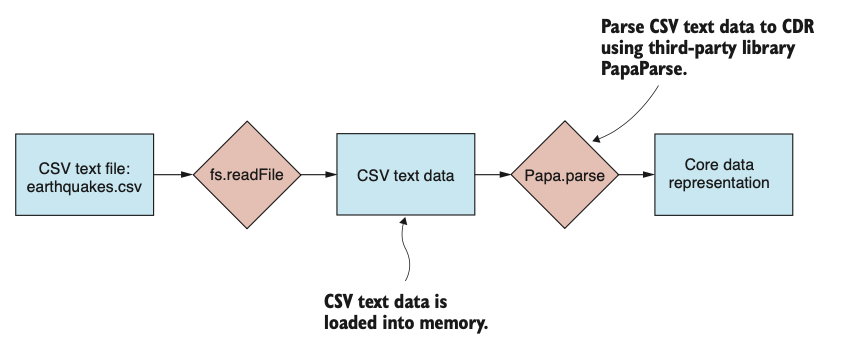 Parse CSV text data to CDR
using third-party library
PapaParse.
CSV text file:
earthquakes.csv
fs.readFile
CSV text data
Papa.parse
Core data
representation
CSV text data is
loaded into memory.